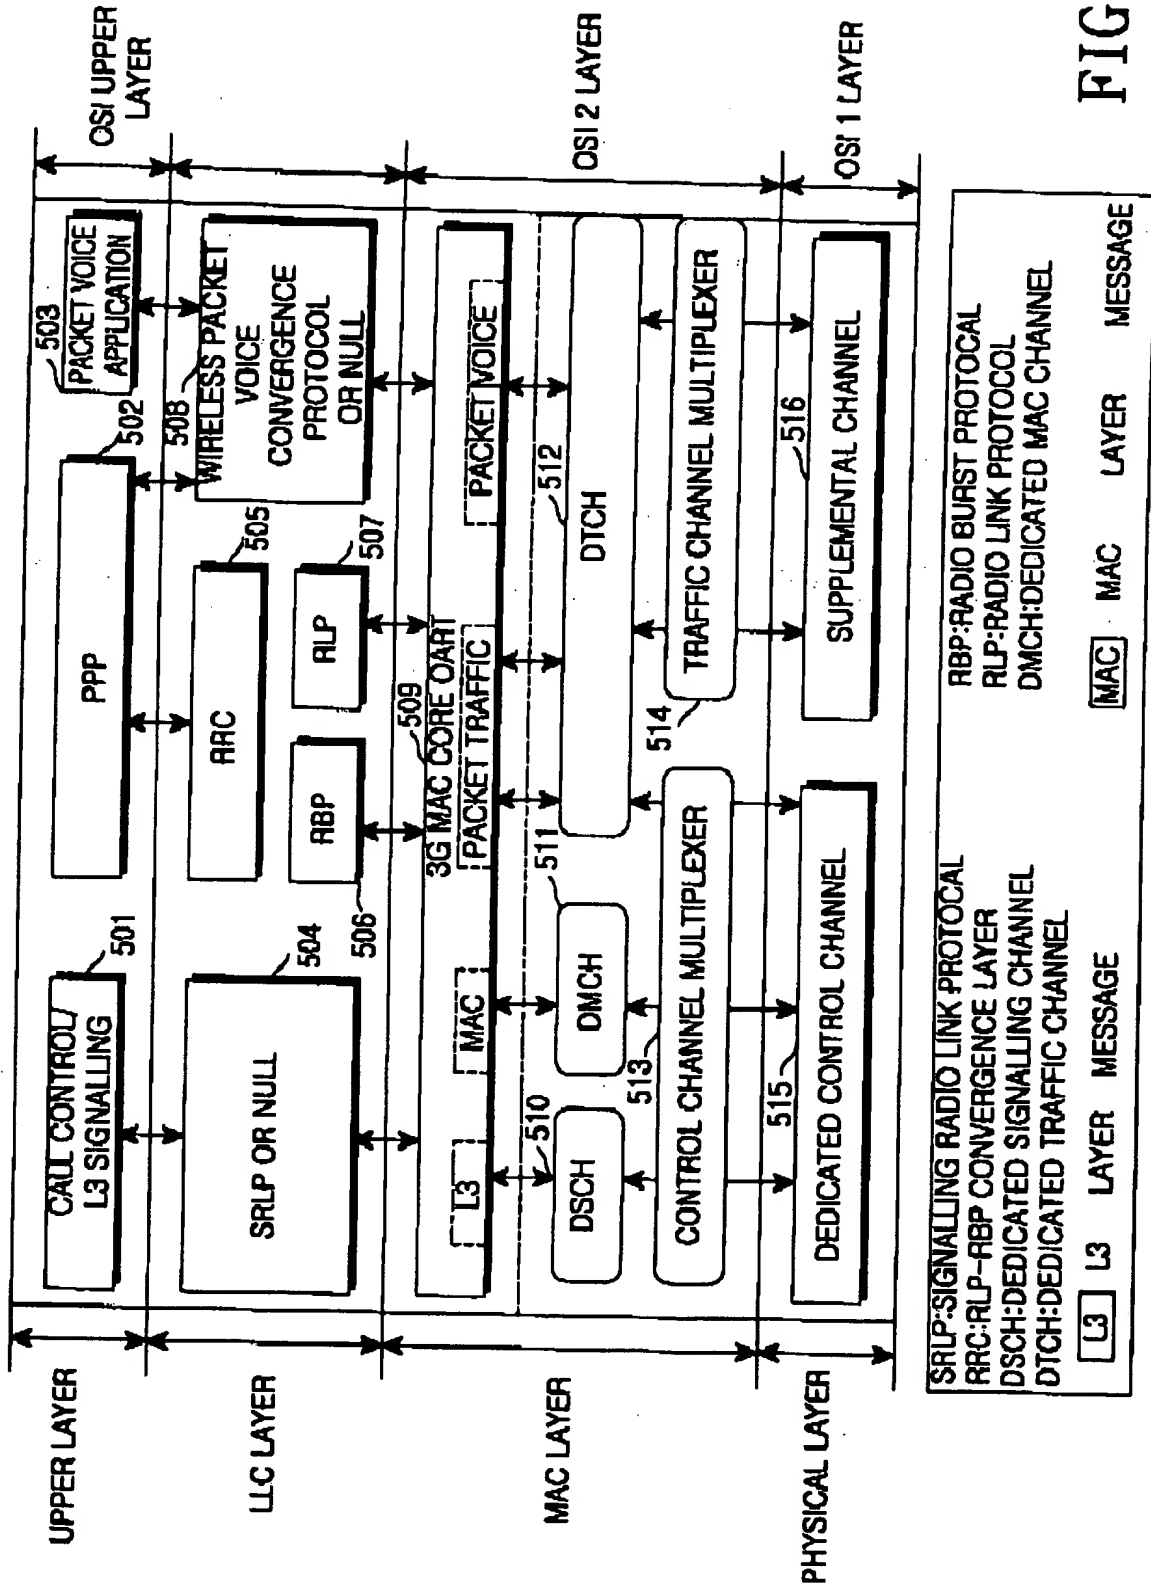 UPPER LAYER
LLC LAYER
MAC LAYER
PHYSICAL LAYER
OSI UPPER
LAYER
OSI 2 LAYER
OSI 1 LAYER
CALL CONTROL/
L3 SIGNALLING
501
PPP
502
503
PACKET VOICE
APPLICATION
SRLP OR NULL
504
RRC
505
RBP
506
RLP
507
508
WIRELESS PACKET
VOICE
CONVERGENCE
PROTOCOL
OR NULL
509
3G MAC CORE OART
L3
MAC
PACKET TRAFFIC
PACKET VOICE
510
DSCH
DMCH
511
512
DTCH
513
CONTROL CHANNEL MULTIPLEXER
514
TRAFFIC CHANNEL MULTIPLEXER
515
DEDICATED CONTROL CHANNEL
516
SUPPLEMENTAL CHANNEL
SRLP:SIGNALLING RADIO LINK PROTOCAL
RRC:RLP-RBP CONVERGENCE LAYER
DSCH:DEDICATED SIGNALLING CHANNEL
DTCH:DEDICATED TRAFFIC CHANNEL
RBP:RADIO BURST PROTOCAL
RLP:RADIO LINK PROTOCOL
DMCH:DEDICATED MAC CHANNEL
L3 L3 LAYER MESSAGE
MAC MAC LAYER MESSAGE
FIG